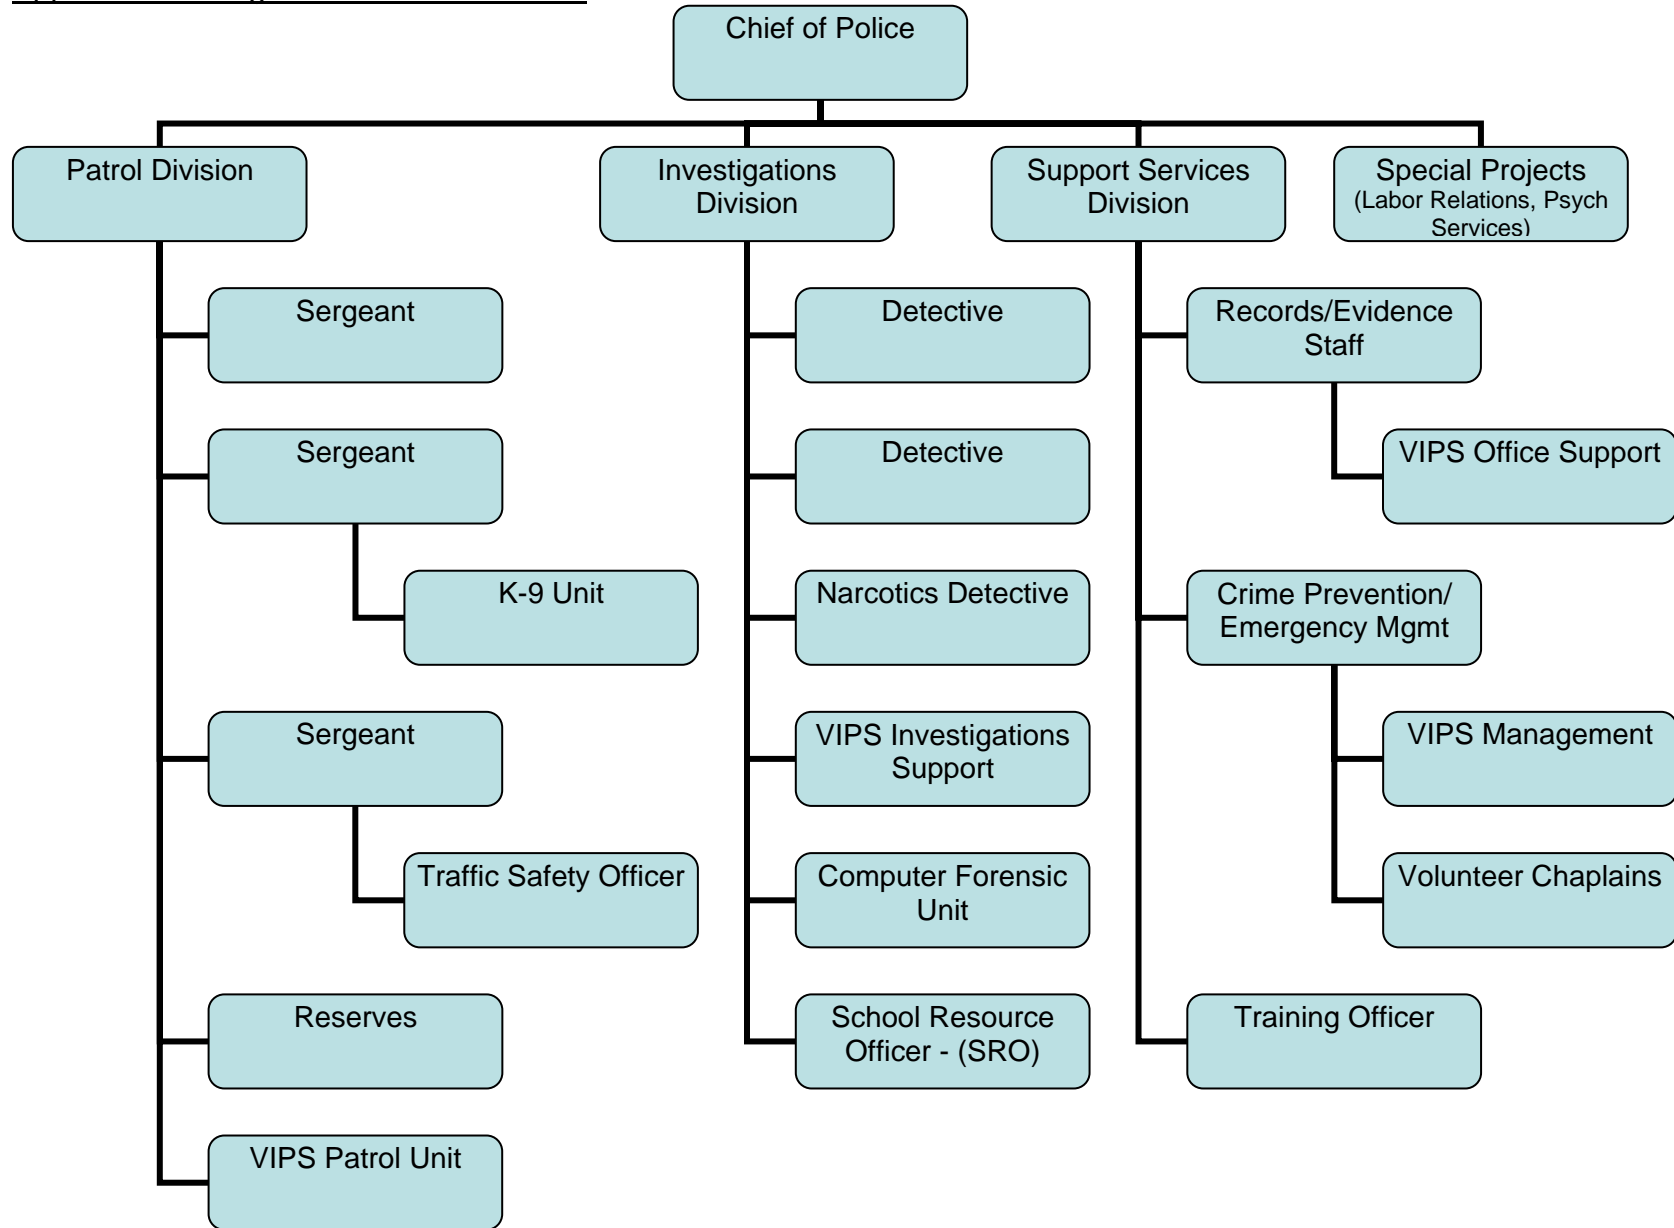 Chief of Police
Patrol Division
Investigations
Division
Support Services
Division
Special Projects
(Labor Relations, Psych
Services)
Sergeant
Sergeant
K-9 Unit
Sergeant
Traffic Safety Officer
Reserves
VIPS Patrol Unit
Detective
Detective
Narcotics Detective
VIPS Investigations
Support
Computer Forensic
Unit
School Resource
Officer - (SRO)
Records/Evidence
Staff
VIPS Office Support
Crime Prevention/
Emergency Mgmt
VIPS Management
Volunteer Chaplains
Training Officer